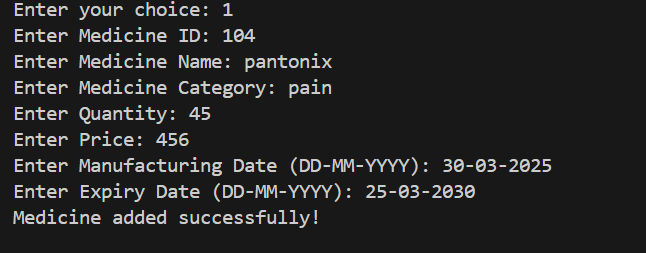 Enter your choice: 1
Enter Medicine ID: 104
Enter Medicine Name: pantonix
Enter Medicine Category: pain
Enter Quantity: 45
Enter Price: 456
Enter Manufacturing Date (DD-MM-YYYY): 30-03-2025
Enter Expiry Date (DD-MM-YYYY): 25-03-2030
Medicine added successfully!